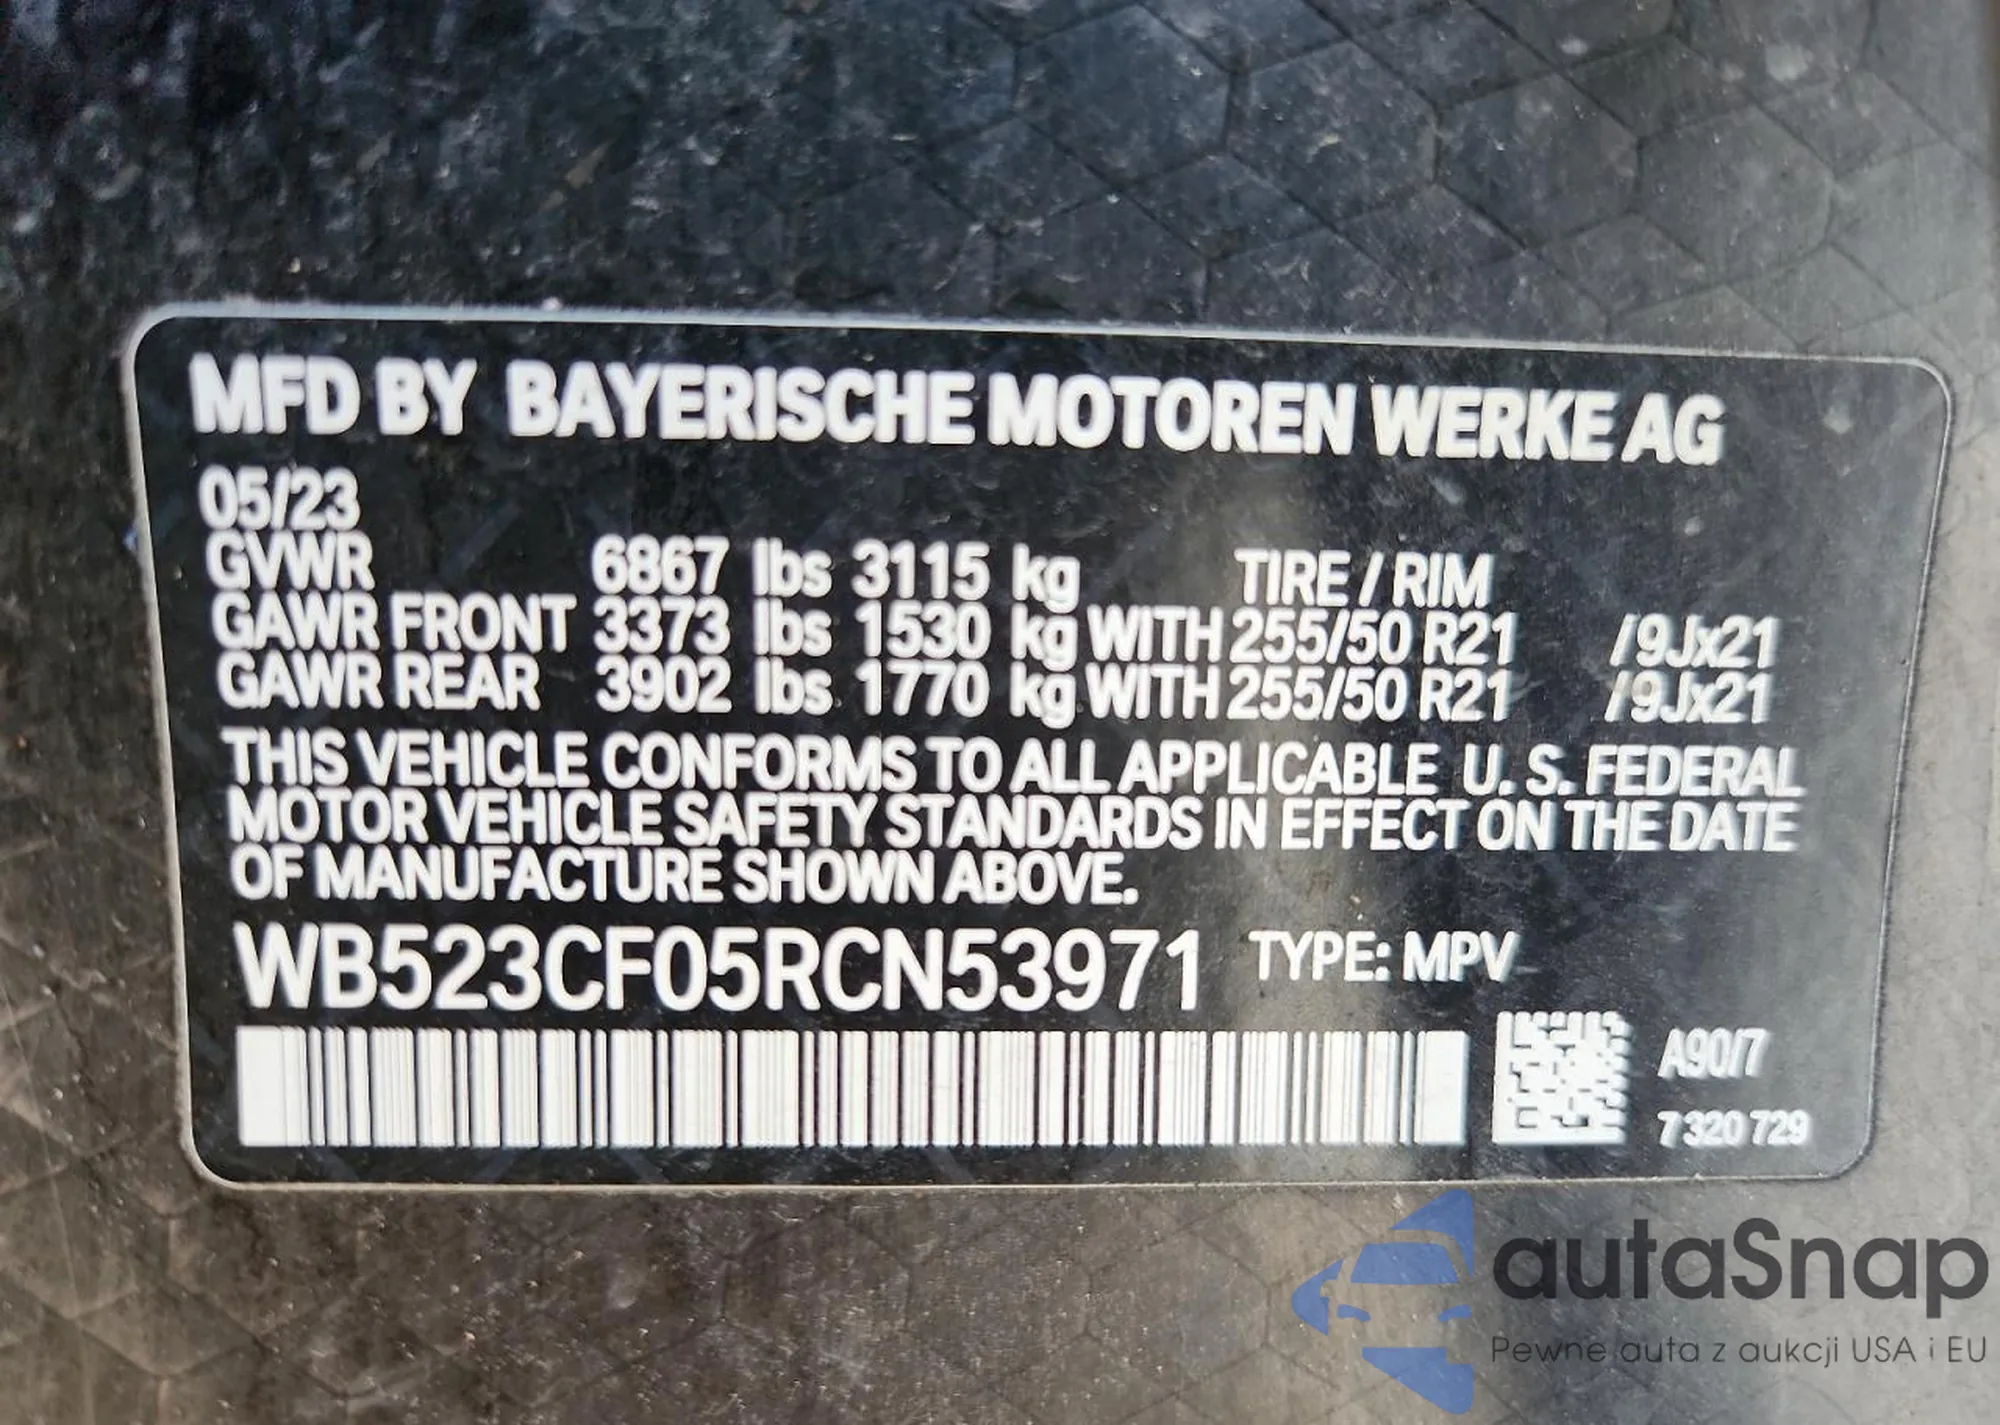 MFD BY BAYERISCHE MOTOREN WERKE AG
05/23
GVWR 6867 lbs 3115 kg TIRE / RIM
GAWR FRONT 3373 lbs 1530 kg WITH 255/50 R21 /9Jx21
GAWR REAR 3902 lbs 1770 kg WITH 255/50 R21 /9Jx21
THIS VEHICLE CONFORMS TO ALL APPLICABLE U. S. FEDERAL
MOTOR VEHICLE SAFETY STANDARDS IN EFFECT ON THE DATE
OF MANUFACTURE SHOWN ABOVE.
WB523CF05RCN53971 TYPE: MPV
A90/7
7 320 729
autaSnap
Pewne auta z aukcji USA i EU